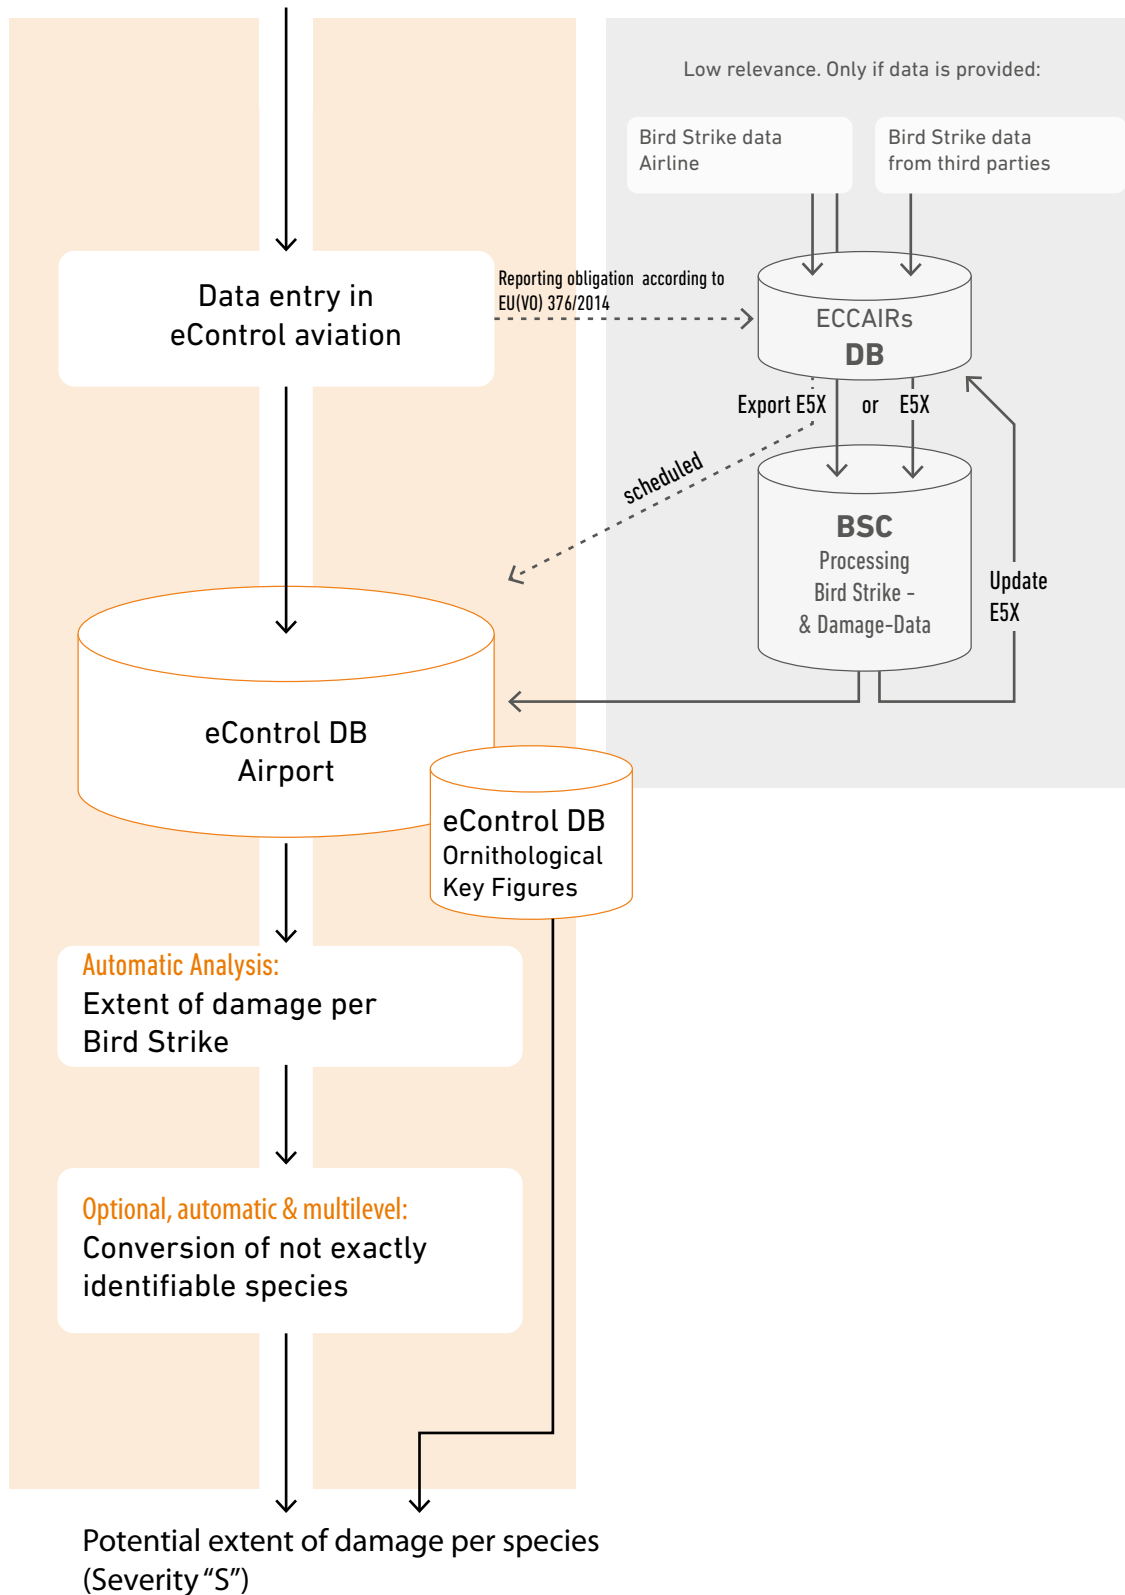 Low relevance. Only if data is provided:
Bird Strike data
Airline
Bird Strike data
from third parties
Data entry in
eControl aviation
Reporting obligation according to
EU(VO) 376/2014
ECCAIRs
DB
Export E5X or E5X
scheduled
BSC
Processing
Bird Strike -
& Damage-Data
Update
E5X
eControl DB
Airport
eControl DB
Ornithological
Key Figures
Automatic Analysis:
Extent of damage per
Bird Strike
Optional, automatic & multilevel:
Conversion of not exactly
identifiable species
Potential extent of damage per species
(Severity “S”)